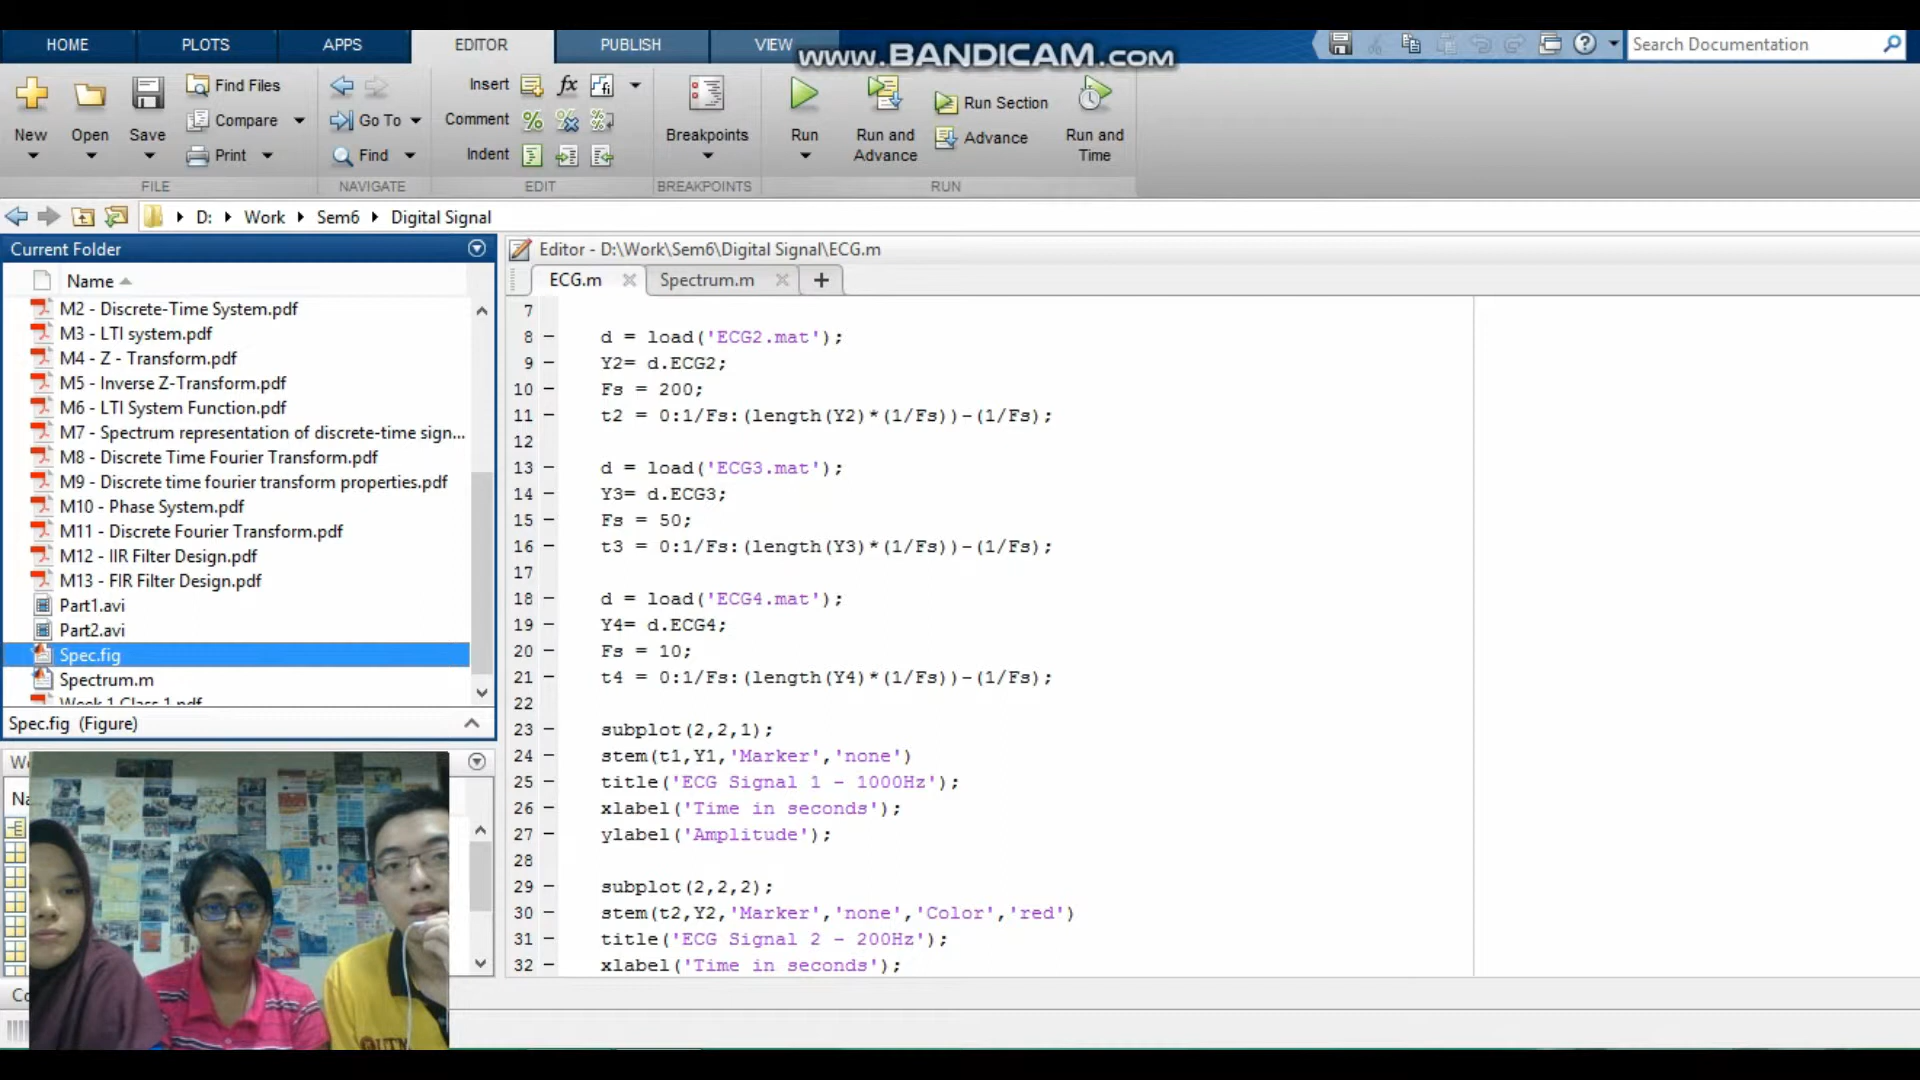 www.BANDICAM.com
HOME PLOTS APPS EDITOR PUBLISH VIEW Search Documentation
Find Files Insert fx Run Section
New Open Save Compare Go To Comment Breakpoints Run Run and Advance Advance Run and Time
Print Find Indent
FILE NAVIGATE EDIT BREAKPOINTS RUN
D: Work Sem6 Digital Signal
Current Folder
Name
M2 - Discrete-Time System.pdf
M3 - LTI system.pdf
M4 - Z - Transform.pdf
M5 - Inverse Z-Transform.pdf
M6 - LTI System Function.pdf
M7 - Spectrum representation of discrete-time sign...
M8 - Discrete Time Fourier Transform.pdf
M9 - Discrete time fourier transform properties.pdf
M10 - Phase System.pdf
M11 - Discrete Fourier Transform.pdf
M12 - IIR Filter Design.pdf
M13 - FIR Filter Design.pdf
Part1.avi
Part2.avi
Spec.fig
Spectrum.m
Week 1 Class 1.pdf
Spec.fig (Figure)
Editor - D:\Work\Sem6\Digital Signal\ECG.m
ECG.m Spectrum.m
7
8 d = load('ECG2.mat');
9 Y2= d.ECG2;
10 Fs = 200;
11 t2 = 0:1/Fs:(length(Y2)*(1/Fs))-(1/Fs);
12
13 d = load('ECG3.mat');
14 Y3= d.ECG3;
15 Fs = 50;
16 t3 = 0:1/Fs:(length(Y3)*(1/Fs))-(1/Fs);
17
18 d = load('ECG4.mat');
19 Y4= d.ECG4;
20 Fs = 10;
21 t4 = 0:1/Fs:(length(Y4)*(1/Fs))-(1/Fs);
22
23 subplot(2,2,1);
24 stem(t1,Y1,'Marker','none')
25 title('ECG Signal 1 - 1000Hz');
26 xlabel('Time in seconds');
27 ylabel('Amplitude');
28
29 subplot(2,2,2);
30 stem(t2,Y2,'Marker','none','Color','red')
31 title('ECG Signal 2 - 200Hz');
32 xlabel('Time in seconds');